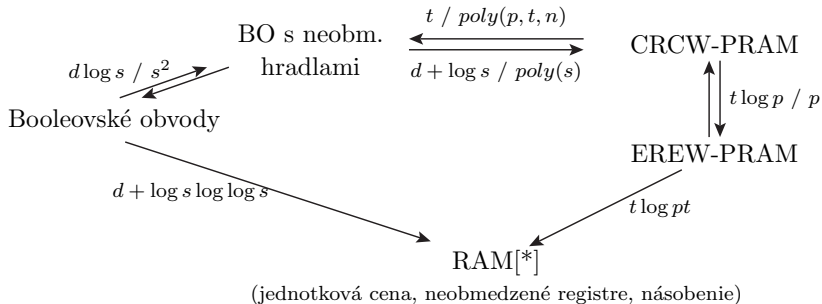 t / poly(p, t, n)
BO s neobm.
hradlami
CRCW-PRAM
d + log s / poly(s)
d log s / s²
t log p / p
Booleovské obvody
EREW-PRAM
d + log s log log s
t log pt
RAM[*]
(jednotková cena, neobmedzené registre, násobenie)